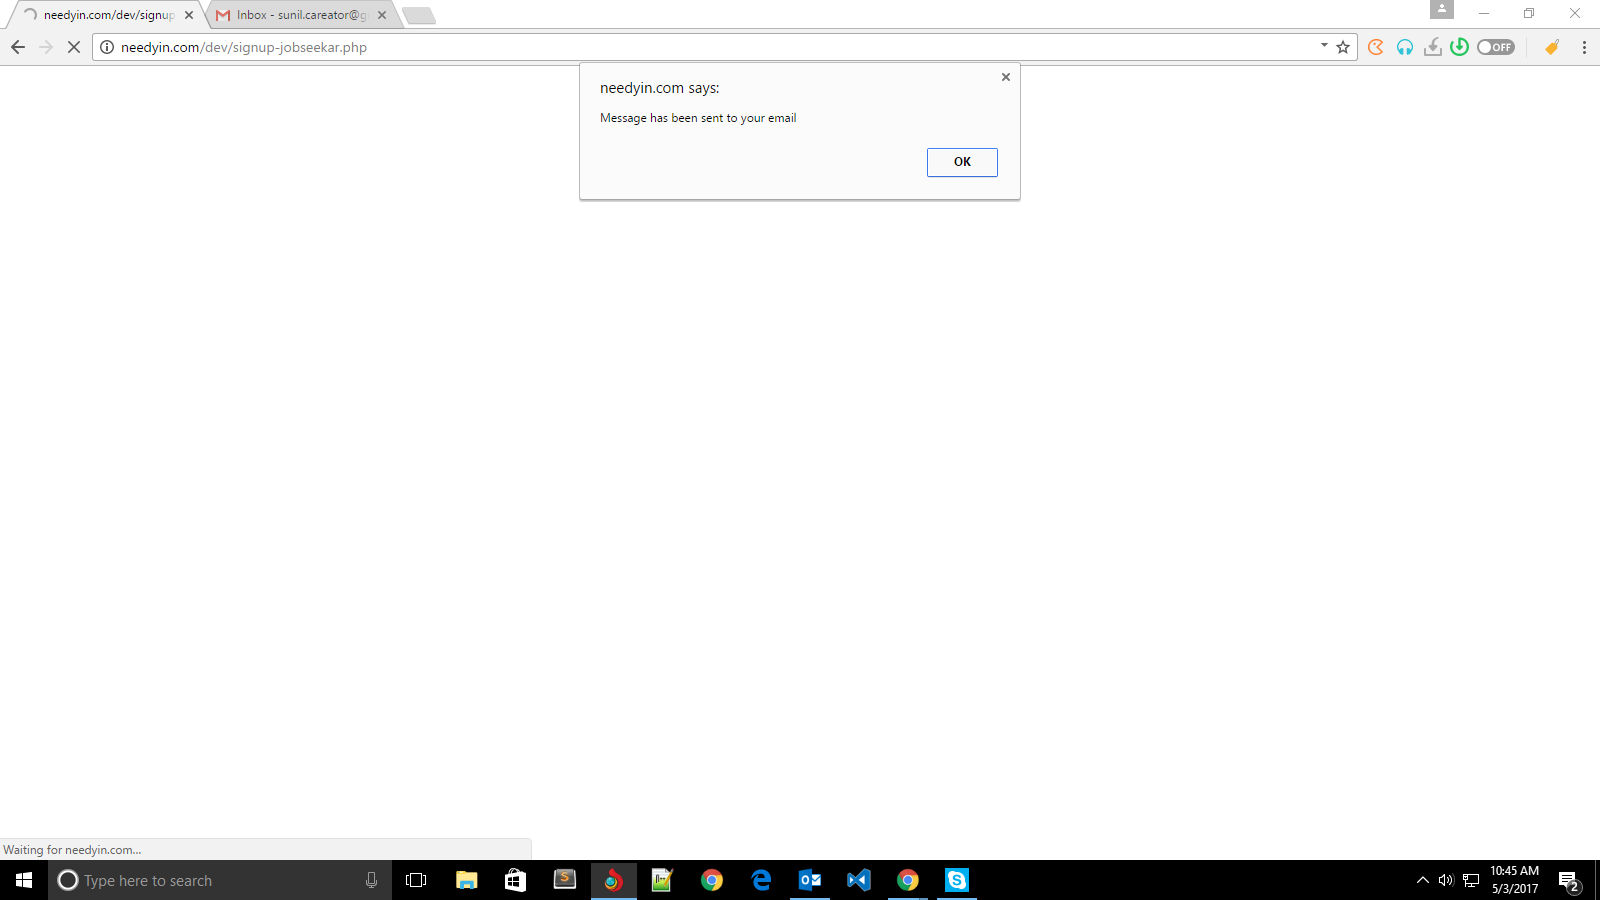 needyin.com/dev/signup
Inbox - sunil.careator@g
needyin.com/dev/signup-jobseekar.php
OFF
needyin.com says:
Message has been sent to your email
OK
Waiting for needyin.com...
Type here to search
10:45 AM
5/3/2017
2